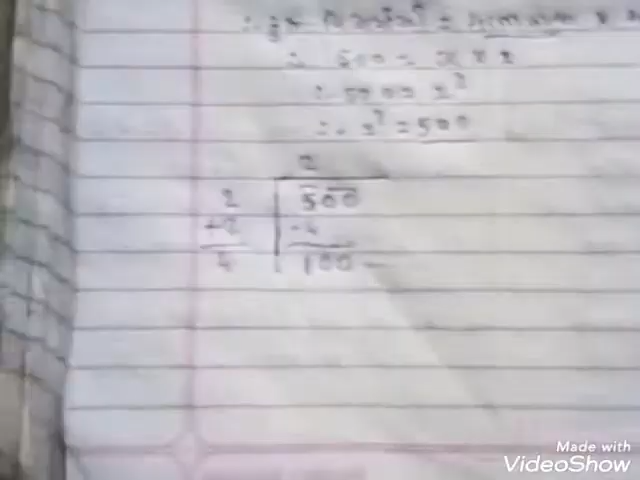 ∴ 500 = x × x
∴ 500 = x²
∴ x² = 500
2
2 500
+2 -4
4 100
Made with
VideoShow